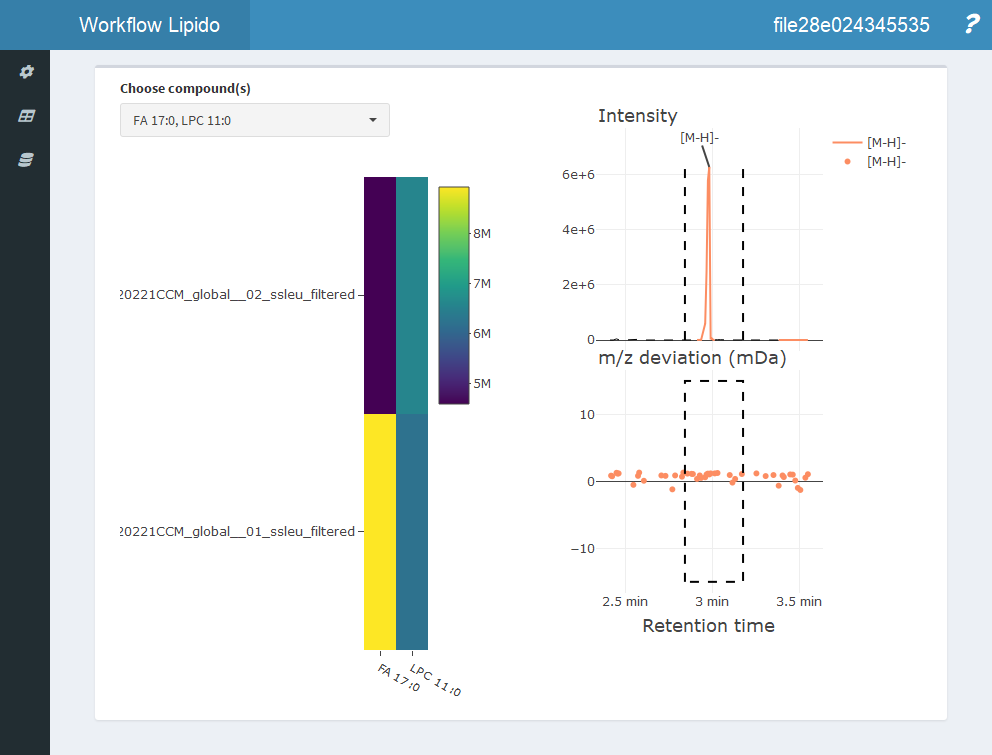 Workflow Lipido
file28e024345535
?
Choose compound(s)
FA 17:0, LPC 11:0
8M
7M
6M
5M
20221CCM_global__02_ssleu_filtered
20221CCM_global__01_ssleu_filtered
FA 17:0
LPC 11:0
Intensity
[M-H]-
6e+6
4e+6
2e+6
0
[M-H]-
[M-H]-
m/z deviation (mDa)
10
0
−10
2.5 min
3 min
3.5 min
Retention time